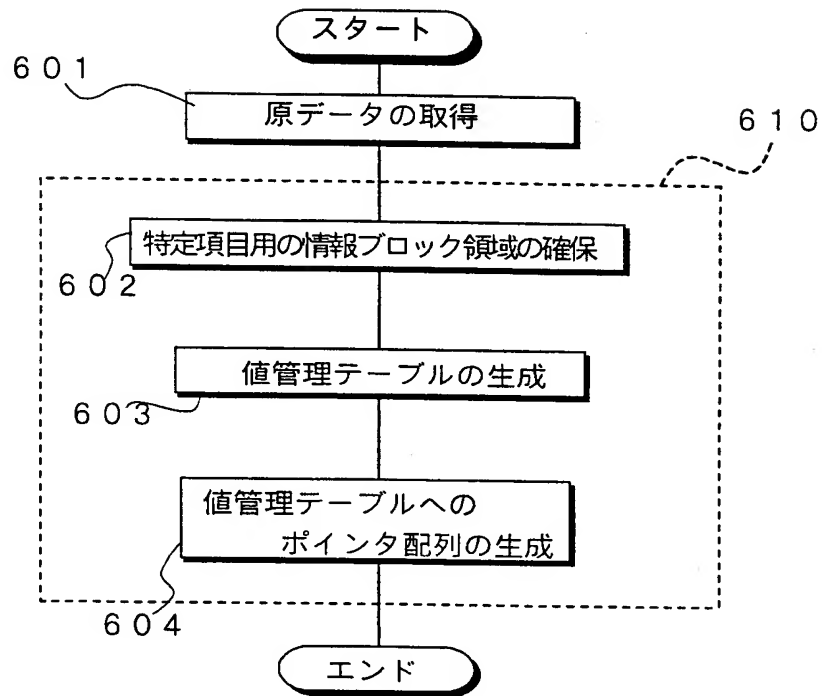 スタート
６０１
原データの取得
６１０
特定項目用の情報ブロック領域の確保
６０２
値管理テーブルの生成
６０３
値管理テーブルへの
ポインタ配列の生成
６０４
エンド